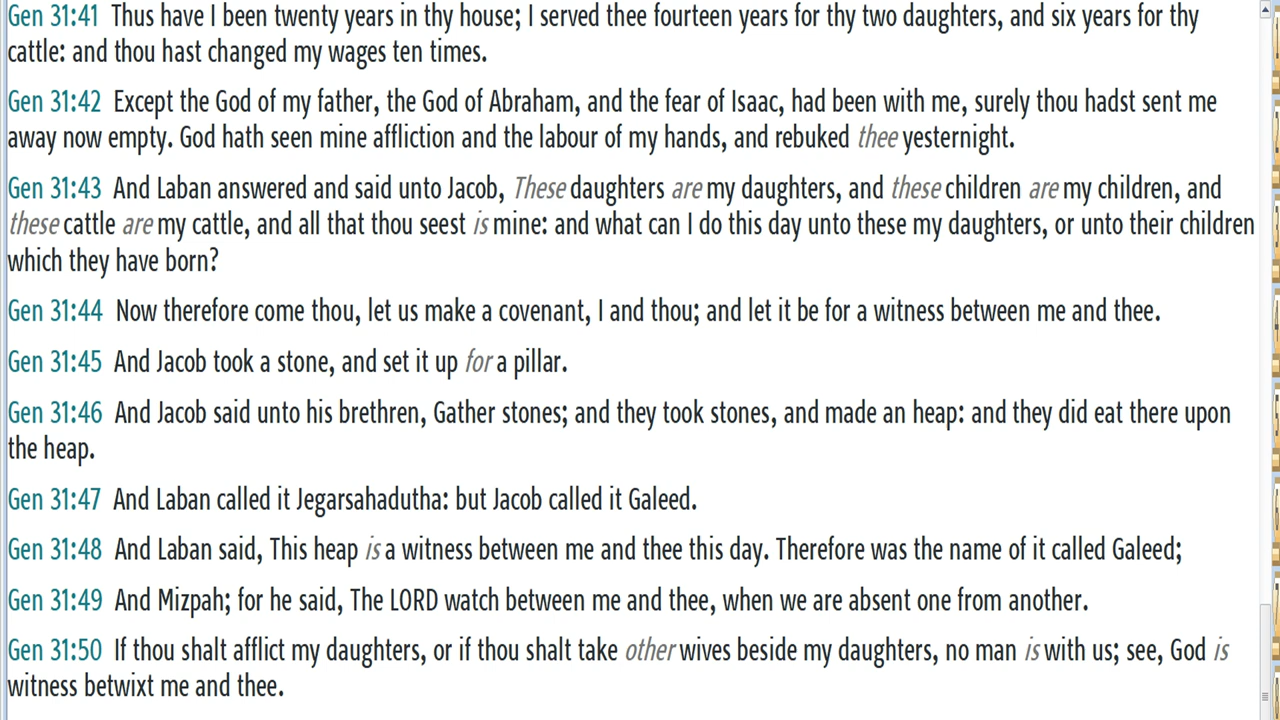 Gen 31:41 Thus have I been twenty years in thy house; I served thee fourteen years for thy two daughters, and six years for thy
cattle: and thou hast changed my wages ten times.
Gen 31:42 Except the God of my father, the God of Abraham, and the fear of Isaac, had been with me, surely thou hadst sent me
away now empty. God hath seen mine affliction and the labour of my hands, and rebuked thee yesternight.
Gen 31:43 And Laban answered and said unto Jacob, These daughters are my daughters, and these children are my children, and
these cattle are my cattle, and all that thou seest is mine: and what can I do this day unto these my daughters, or unto their children
which they have born?
Gen 31:44 Now therefore come thou, let us make a covenant, I and thou; and let it be for a witness between me and thee.
Gen 31:45 And Jacob took a stone, and set it up for a pillar.
Gen 31:46 And Jacob said unto his brethren, Gather stones; and they took stones, and made an heap: and they did eat there upon
the heap.
Gen 31:47 And Laban called it Jegarsahadutha: but Jacob called it Galeed.
Gen 31:48 And Laban said, This heap is a witness between me and thee this day. Therefore was the name of it called Galeed;
Gen 31:49 And Mizpah; for he said, The LORD watch between me and thee, when we are absent one from another.
Gen 31:50 If thou shalt afflict my daughters, or if thou shalt take other wives beside my daughters, no man is with us; see, God is
witness betwixt me and thee.